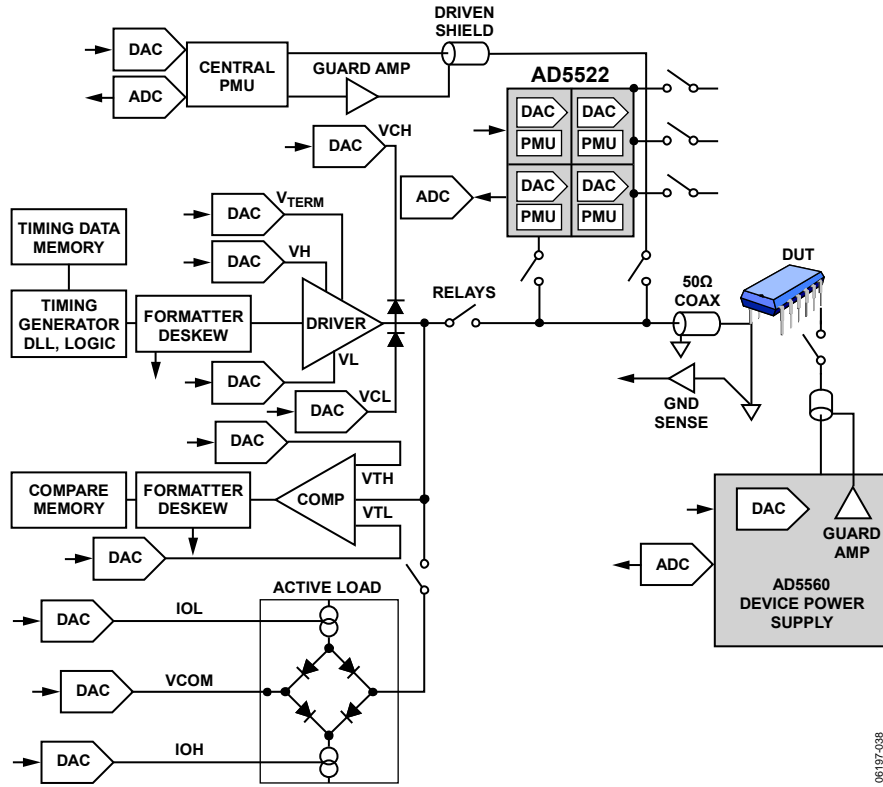 DRIVEN
SHIELD
DAC
ADC
CENTRAL
PMU
GUARD AMP
AD5522
DAC
DAC
PMU
PMU
DAC
DAC
PMU
PMU
ADC
DAC
VCH
DAC
VTERM
DAC
VH
TIMING DATA
MEMORY
TIMING
GENERATOR
DLL, LOGIC
FORMATTER
DESKEW
DRIVER
RELAYS
50Ω
COAX
DUT
DAC
VL
DAC
VCL
GND
SENSE
DAC
VTH
COMPARE
MEMORY
FORMATTER
DESKEW
COMP
VTL
DAC
DAC
GUARD
AMP
ADC
AD5560
DEVICE POWER
SUPPLY
ACTIVE LOAD
DAC
IOL
DAC
VCOM
DAC
IOH
06197-038